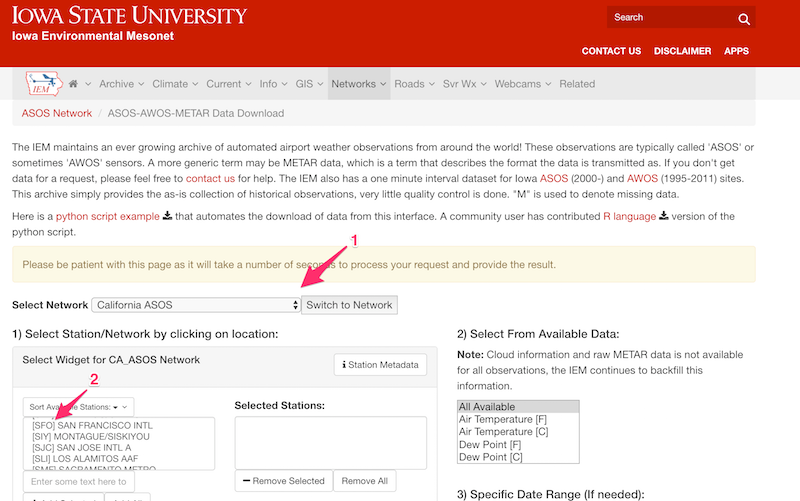 IOWA STATE UNIVERSITY
Iowa Environmental Mesonet
Search
CONTACT US DISCLAIMER APPS
IEM Archive Climate Current Info GIS Networks Roads Svr Wx Webcams Related
ASOS Network / ASOS-AWOS-METAR Data Download
The IEM maintains an ever growing archive of automated airport weather observations from around the world! These observations are typically called 'ASOS' or
sometimes 'AWOS' sensors. A more generic term may be METAR data, which is a term that describes the format the data is transmitted as. If you don't get
data for a request, please feel free to contact us for help. The IEM also has a one minute interval dataset for Iowa ASOS (2000-) and AWOS (1995-2011) sites.
This archive simply provides the as-is collection of historical observations, very little quality control is done. "M" is used to denote missing data.
Here is a python script example that automates the download of data from this interface. A community user has contributed R language version of the
python script.
1
Please be patient with this page as it will take a number of seconds to process your request and provide the result.
Select Network California ASOS Switch to Network
1) Select Station/Network by clicking on location:
Select Widget for CA_ASOS Network
i Station Metadata
2
Sort Available Stations:
[SFO] SAN FRANCISCO INTL
[SIY] MONTAGUE/SISKIYOU
[SJC] SAN JOSE INTL A
[SLI] LOS ALAMITOS AAF
[SMF] SACRAMENTO METRO
Enter some text here to
Selected Stations:
Remove Selected Remove All
2) Select From Available Data:
Note: Cloud information and raw METAR data is not available
for all observations, the IEM continues to backfill this
information.
All Available
Air Temperature [F]
Air Temperature [C]
Dew Point [F]
Dew Point [C]
3) Specific Date Range (If needed):